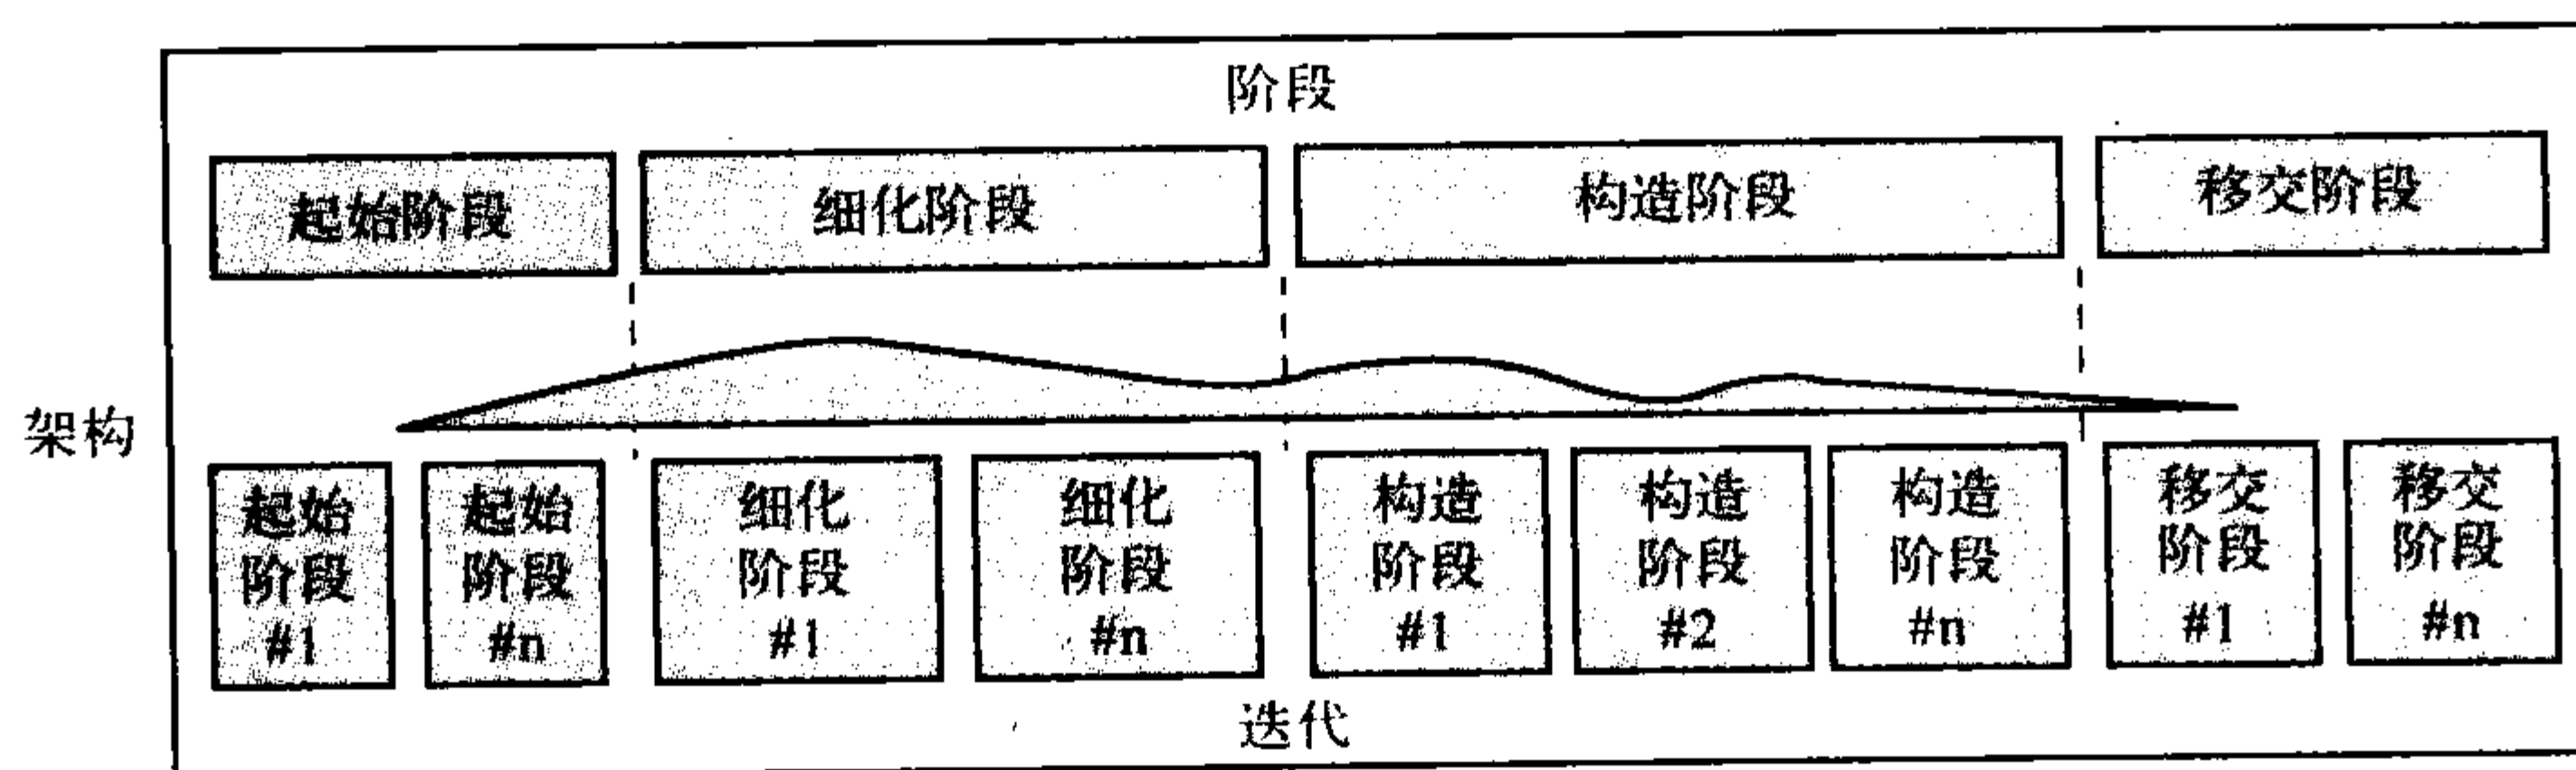 阶段
起始阶段
细化阶段
构造阶段
移交阶段
架构
起始
阶段
#1
起始
阶段
#n
细化
阶段
#1
细化
阶段
#n
构造
阶段
#1
构造
阶段
#2
构造
阶段
#n
移交
阶段
#1
移交
阶段
#n
迭代